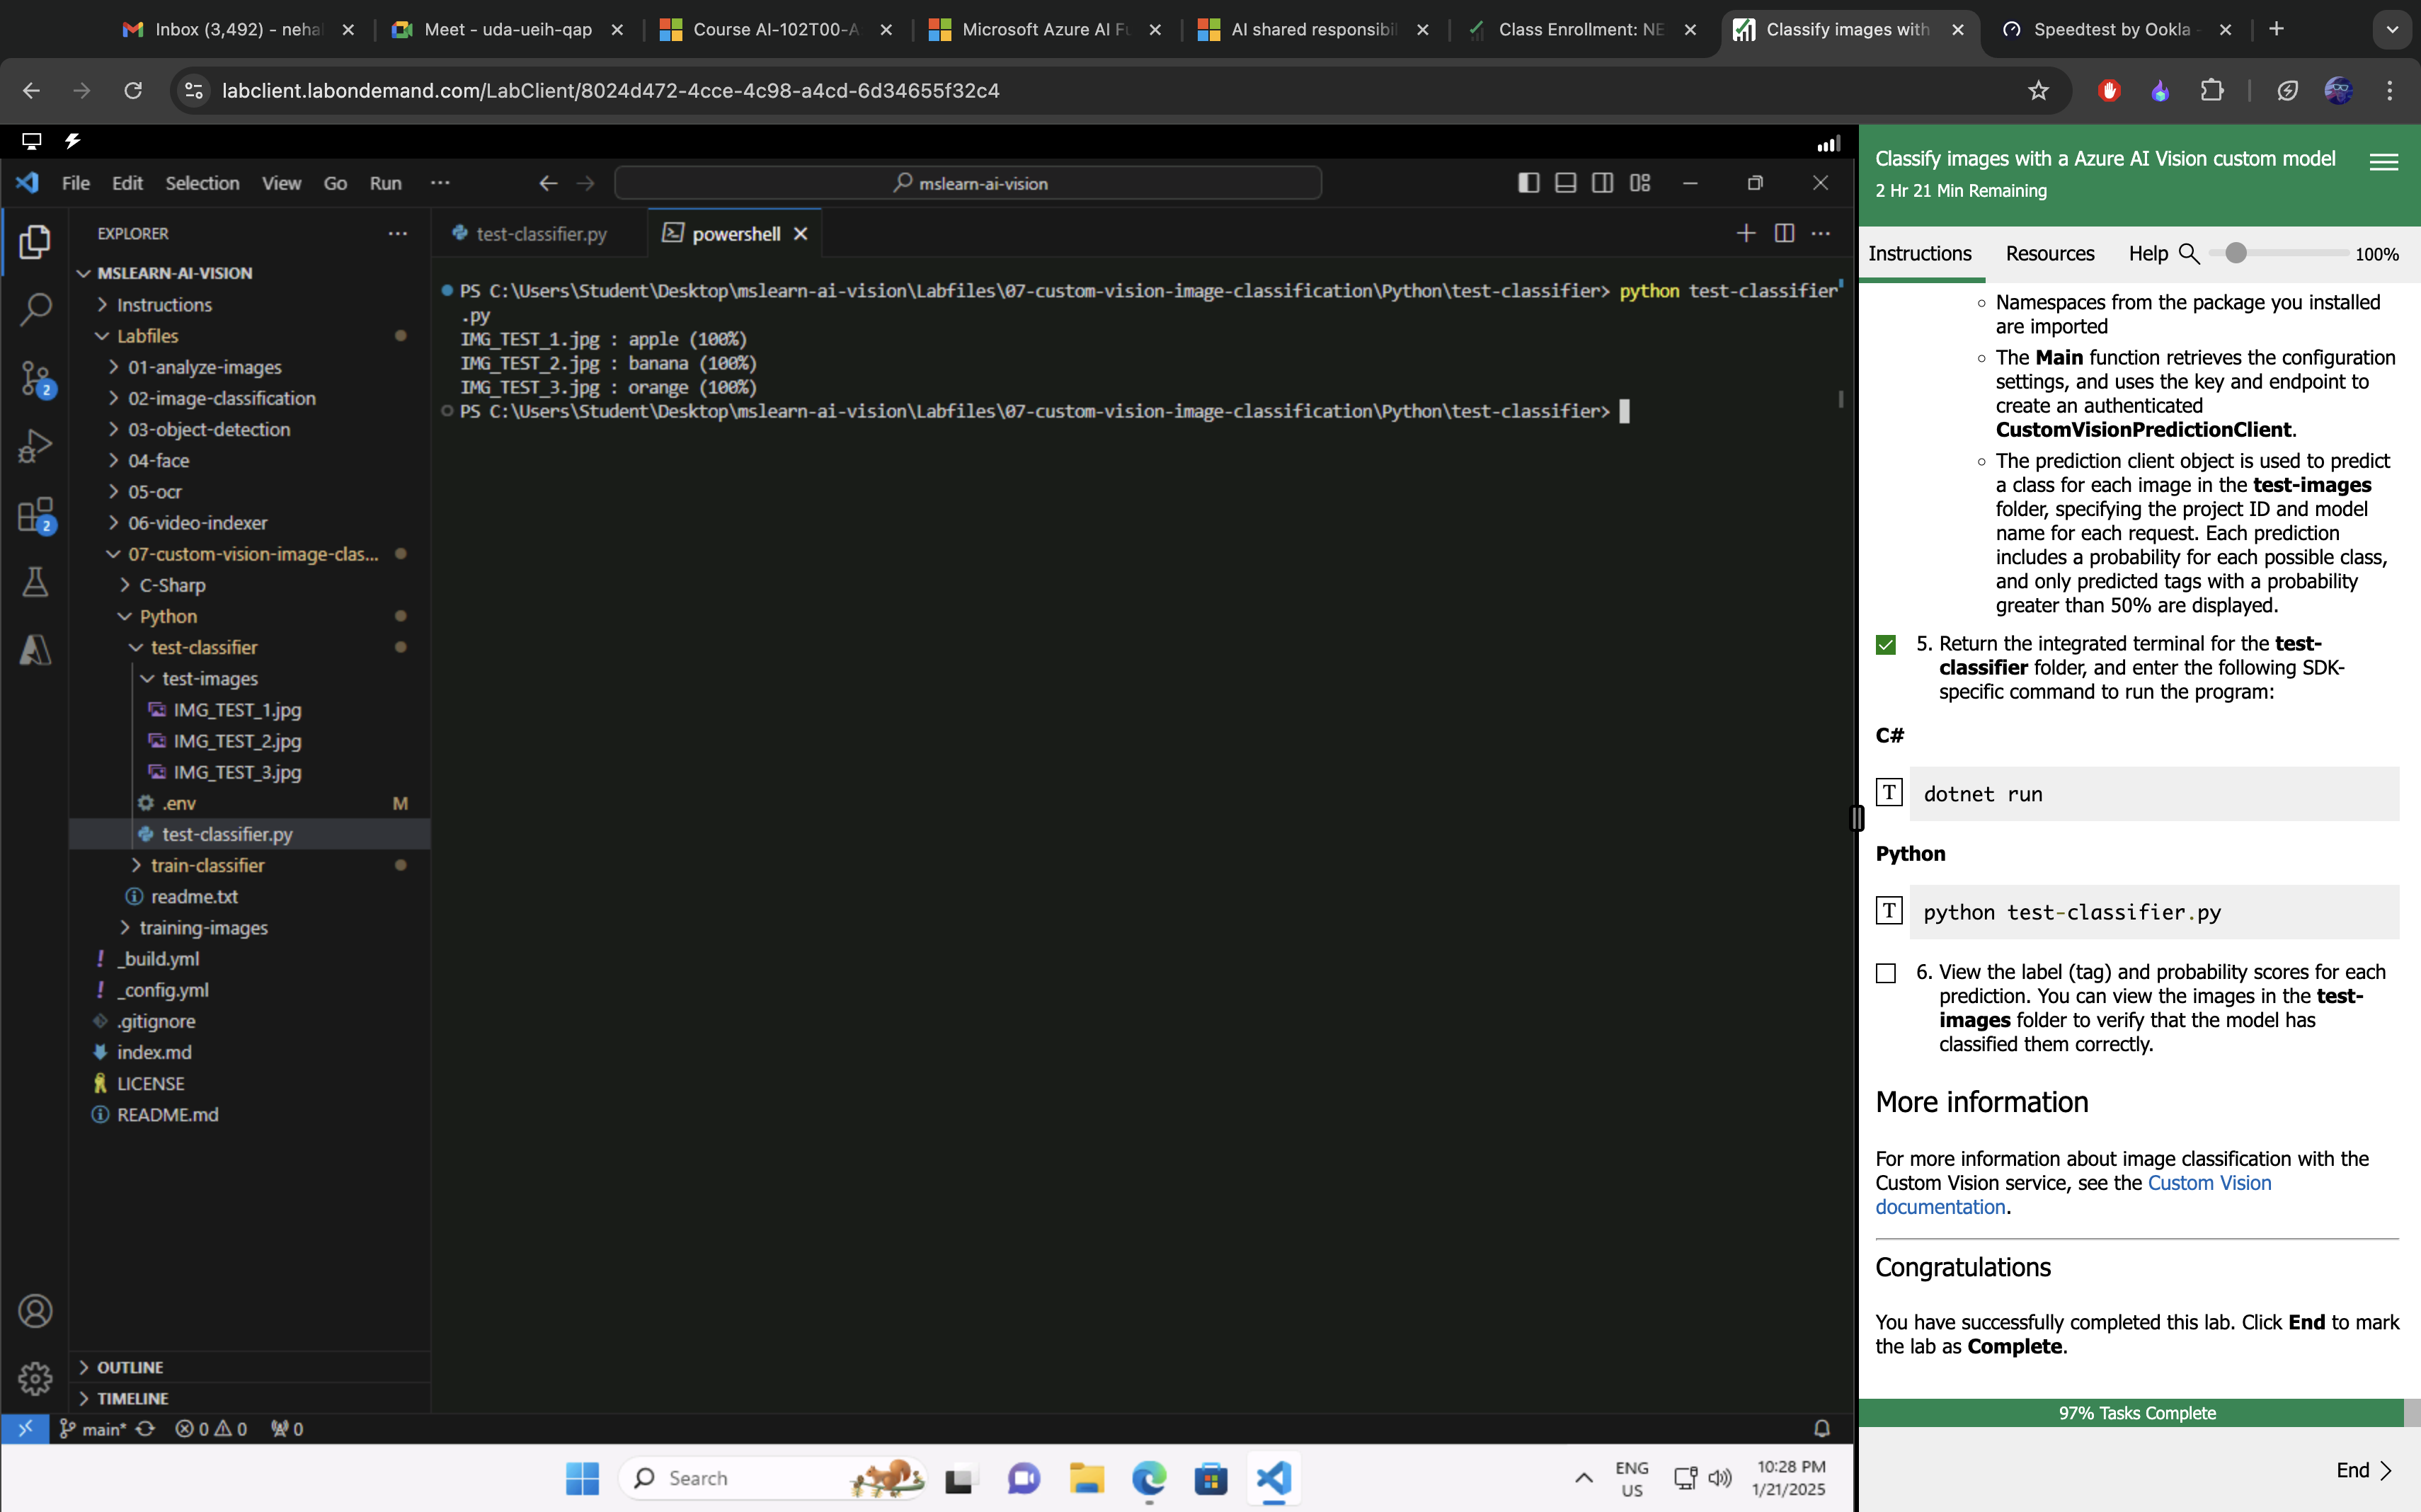 Inbox (3,492) - neha
Meet - uda-ueih-qap
Course AI-102T00-A
Microsoft Azure AI Fu
AI shared responsibil
Class Enrollment: NE
Classify images with
Speedtest by Ookla -
labclient.labondemand.com/LabClient/8024d472-4cce-4c98-a4cd-6d34655f32c4
File Edit Selection View Go Run ···
mslearn-ai-vision
EXPLORER
MSLEARN-AI-VISION
Instructions
Labfiles
01-analyze-images
02-image-classification
03-object-detection
04-face
05-ocr
06-video-indexer
07-custom-vision-image-clas...
C-Sharp
Python
test-classifier
test-images
IMG_TEST_1.jpg
IMG_TEST_2.jpg
IMG_TEST_3.jpg
.env M
test-classifier.py
train-classifier
readme.txt
training-images
_build.yml
_config.yml
.gitignore
index.md
LICENSE
README.md
OUTLINE
TIMELINE
2
2
test-classifier.py
powershell
PS C:\Users\Student\Desktop\mslearn-ai-vision\Labfiles\07-custom-vision-image-classification\Python\test-classifier> python test-classifier
.py
IMG_TEST_1.jpg : apple (100%)
IMG_TEST_2.jpg : banana (100%)
IMG_TEST_3.jpg : orange (100%)
PS C:\Users\Student\Desktop\mslearn-ai-vision\Labfiles\07-custom-vision-image-classification\Python\test-classifier>
main* 0 0 0
Search
ENG
US
10:28 PM
1/21/2025
Classify images with a Azure AI Vision custom model
2 Hr 21 Min Remaining
Instructions Resources Help 100%
Namespaces from the package you installed
are imported
The Main function retrieves the configuration
settings, and uses the key and endpoint to
create an authenticated
CustomVisionPredictionClient.
The prediction client object is used to predict
a class for each image in the test-images
folder, specifying the project ID and model
name for each request. Each prediction
includes a probability for each possible class,
and only predicted tags with a probability
greater than 50% are displayed.
5. Return the integrated terminal for the test-
classifier folder, and enter the following SDK-
specific command to run the program:
C#
T dotnet run
Python
T python test-classifier.py
6. View the label (tag) and probability scores for each
prediction. You can view the images in the test-
images folder to verify that the model has
classified them correctly.
More information
For more information about image classification with the
Custom Vision service, see the Custom Vision
documentation.
Congratulations
You have successfully completed this lab. Click End to mark
the lab as Complete.
97% Tasks Complete
End